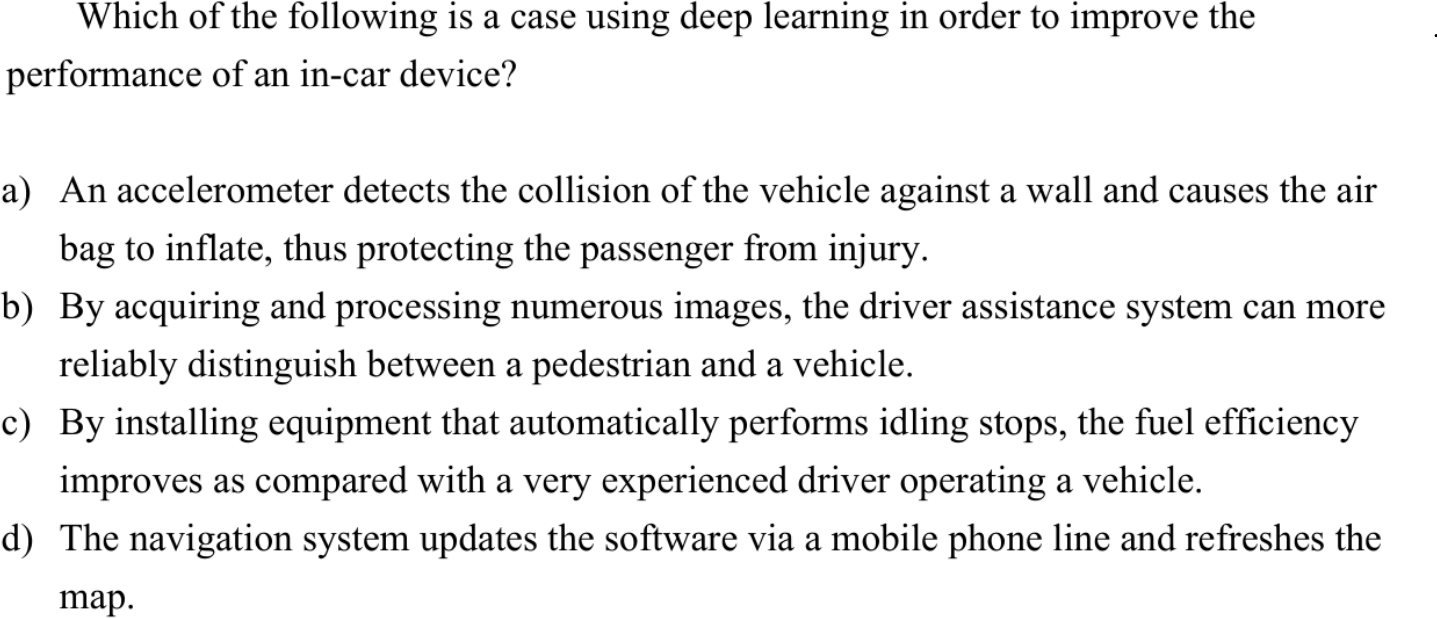 Which of the following is a case using deep learning in order to improve the
performance of an in-car device?
a) An accelerometer detects the collision of the vehicle against a wall and causes the air
bag to inflate, thus protecting the passenger from injury.
b) By acquiring and processing numerous images, the driver assistance system can more
reliably distinguish between a pedestrian and a vehicle.
c) By installing equipment that automatically performs idling stops, the fuel efficiency
improves as compared with a very experienced driver operating a vehicle.
d) The navigation system updates the software via a mobile phone line and refreshes the
map.